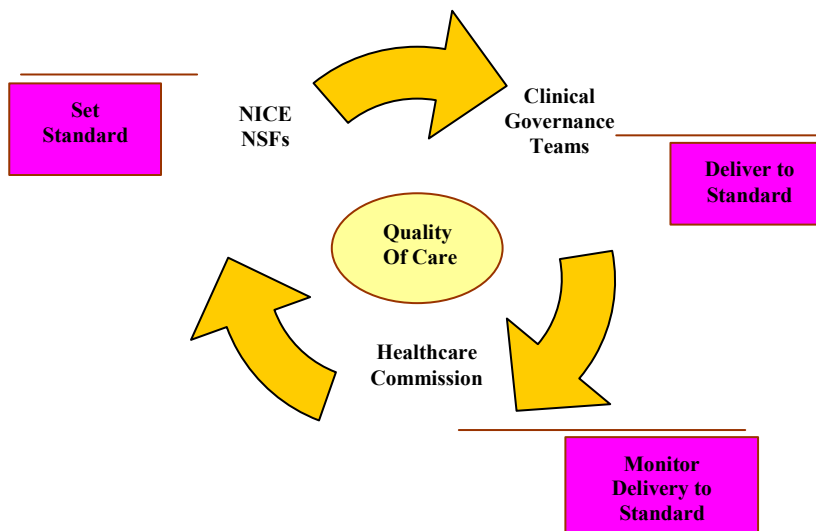 Set
Standard
NICE
NSFs
Clinical
Governance
Teams
Deliver to
Standard
Quality
Of Care
Healthcare
Commission
Monitor
Delivery to
Standard